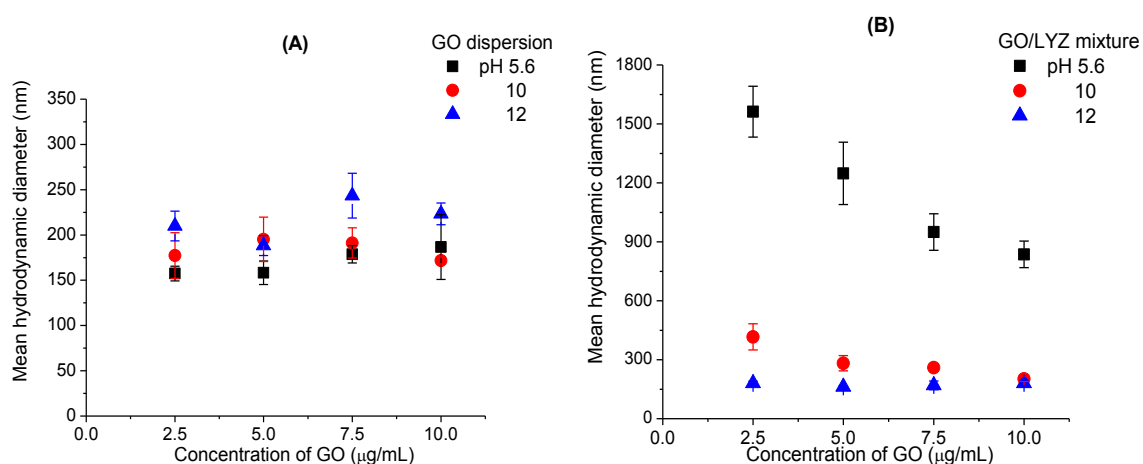 (A)
GO dispersion
pH 5.6
10
12
Mean hydrodynamic diameter (nm)
350
300
250
200
150
100
50
0
0.0 2.5 5.0 7.5 10.0
Concentration of GO (μg/mL)
(B)
GO/LYZ mixture
pH 5.6
10
12
Mean hydrodynamic diameter (nm)
1800
1500
1200
900
600
300
0
0.0 2.5 5.0 7.5 10.0
Concentration of GO (μg/mL)